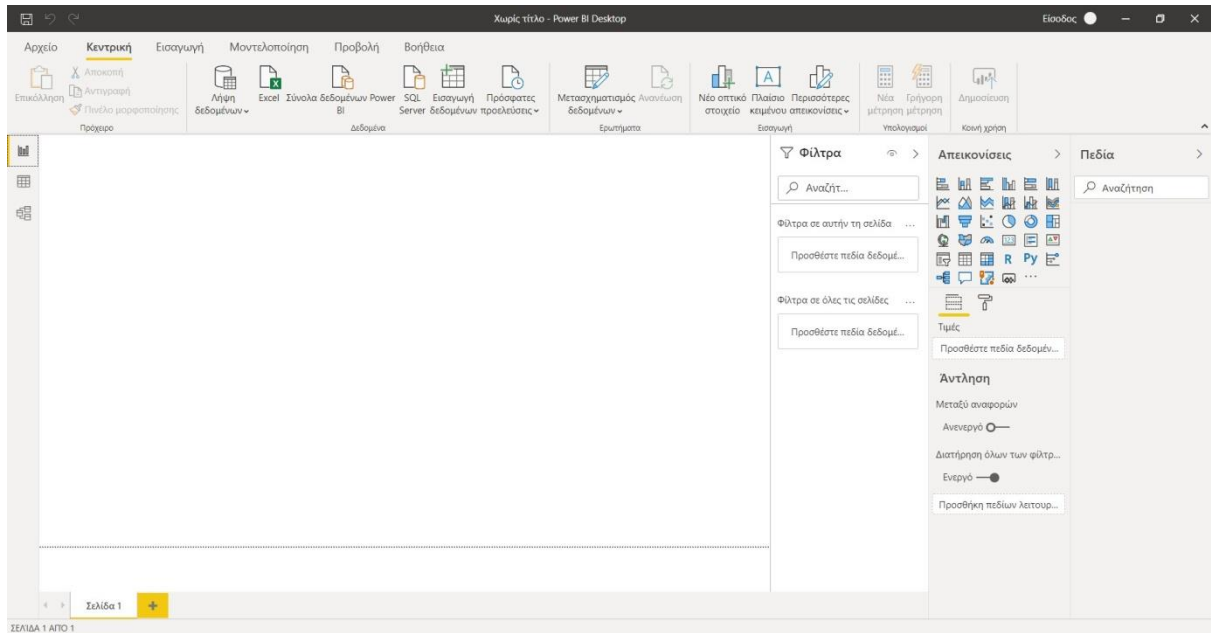 Χωρίς τίτλο - Power BI Desktop
Είσοδος
Αρχείο Κεντρική Εισαγωγή Μοντελοποίηση Προβολή Βοήθεια
Επικόλληση
Αποκοπή
Αντιγραφή
Πινέλο μορφοποίησης
Πρόχειρο
Λήψη
δεδομένων
Excel
Σύνολα δεδομένων Power
BI
SQL
Server
Εισαγωγή
δεδομένων
Πρόσφατες
προελεύσεις
Δεδομένα
Μετασχηματισμός
δεδομένων
Ανανέωση
Ερωτήματα
Νέο οπτικό
στοιχείο
Πλαίσιο
κειμένου
Περισσότερες
απεικονίσεις
Εισαγωγή
Νέα
μέτρηση
Γρήγορη
μέτρηση
Υπολογισμοί
Δημοσίευση
Κοινή χρήση
Φίλτρα
Αναζήτ...
Φίλτρα σε αυτήν τη σελίδα ...
Προσθέστε πεδία δεδομέ...
Φίλτρα σε όλες τις σελίδες ...
Προσθέστε πεδία δεδομέ...
Απεικονίσεις
A
123
R Py
...
Τιμές
Προσθέστε πεδία δεδομέν...
Άντληση
Μεταξύ αναφορών
Ανενεργό
Διατήρηση όλων των φίλτρ...
Ενεργό
Προσθήκη πεδίων λειτουρ...
Πεδία
Αναζήτηση
Σελίδα 1
+
ΣΕΛΙΔΑ 1 ΑΠΟ 1